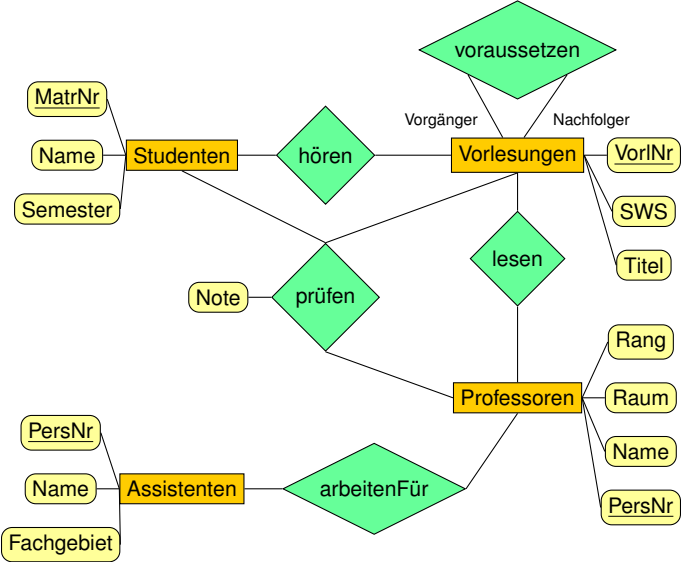 voraussetzen
MatrNr
Vorgänger
Nachfolger
Name
Studenten
hören
Vorlesungen
VorlNr
Semester
SWS
lesen
Titel
Note
prüfen
Rang
Professoren
Raum
PersNr
Name
Name
Assistenten
arbeitenFür
PersNr
Fachgebiet